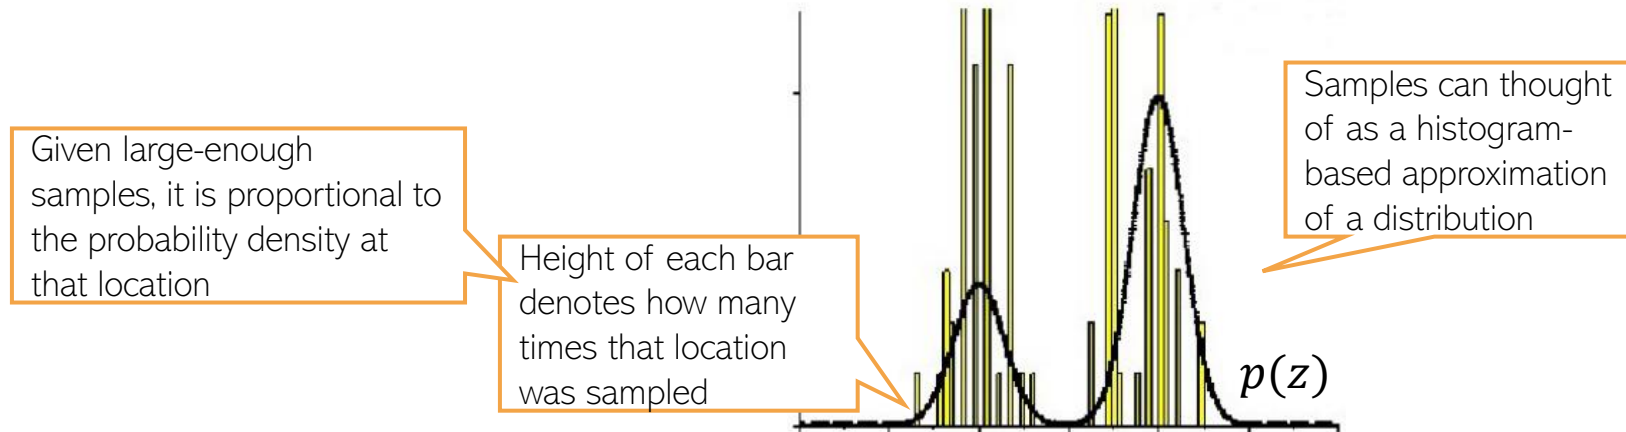 Given large-enough
samples, it is proportional to
the probability density at
that location
Height of each bar
denotes how many
times that location
was sampled
Samples can thought
of as a histogram-
based approximation
of a distribution
p(z)